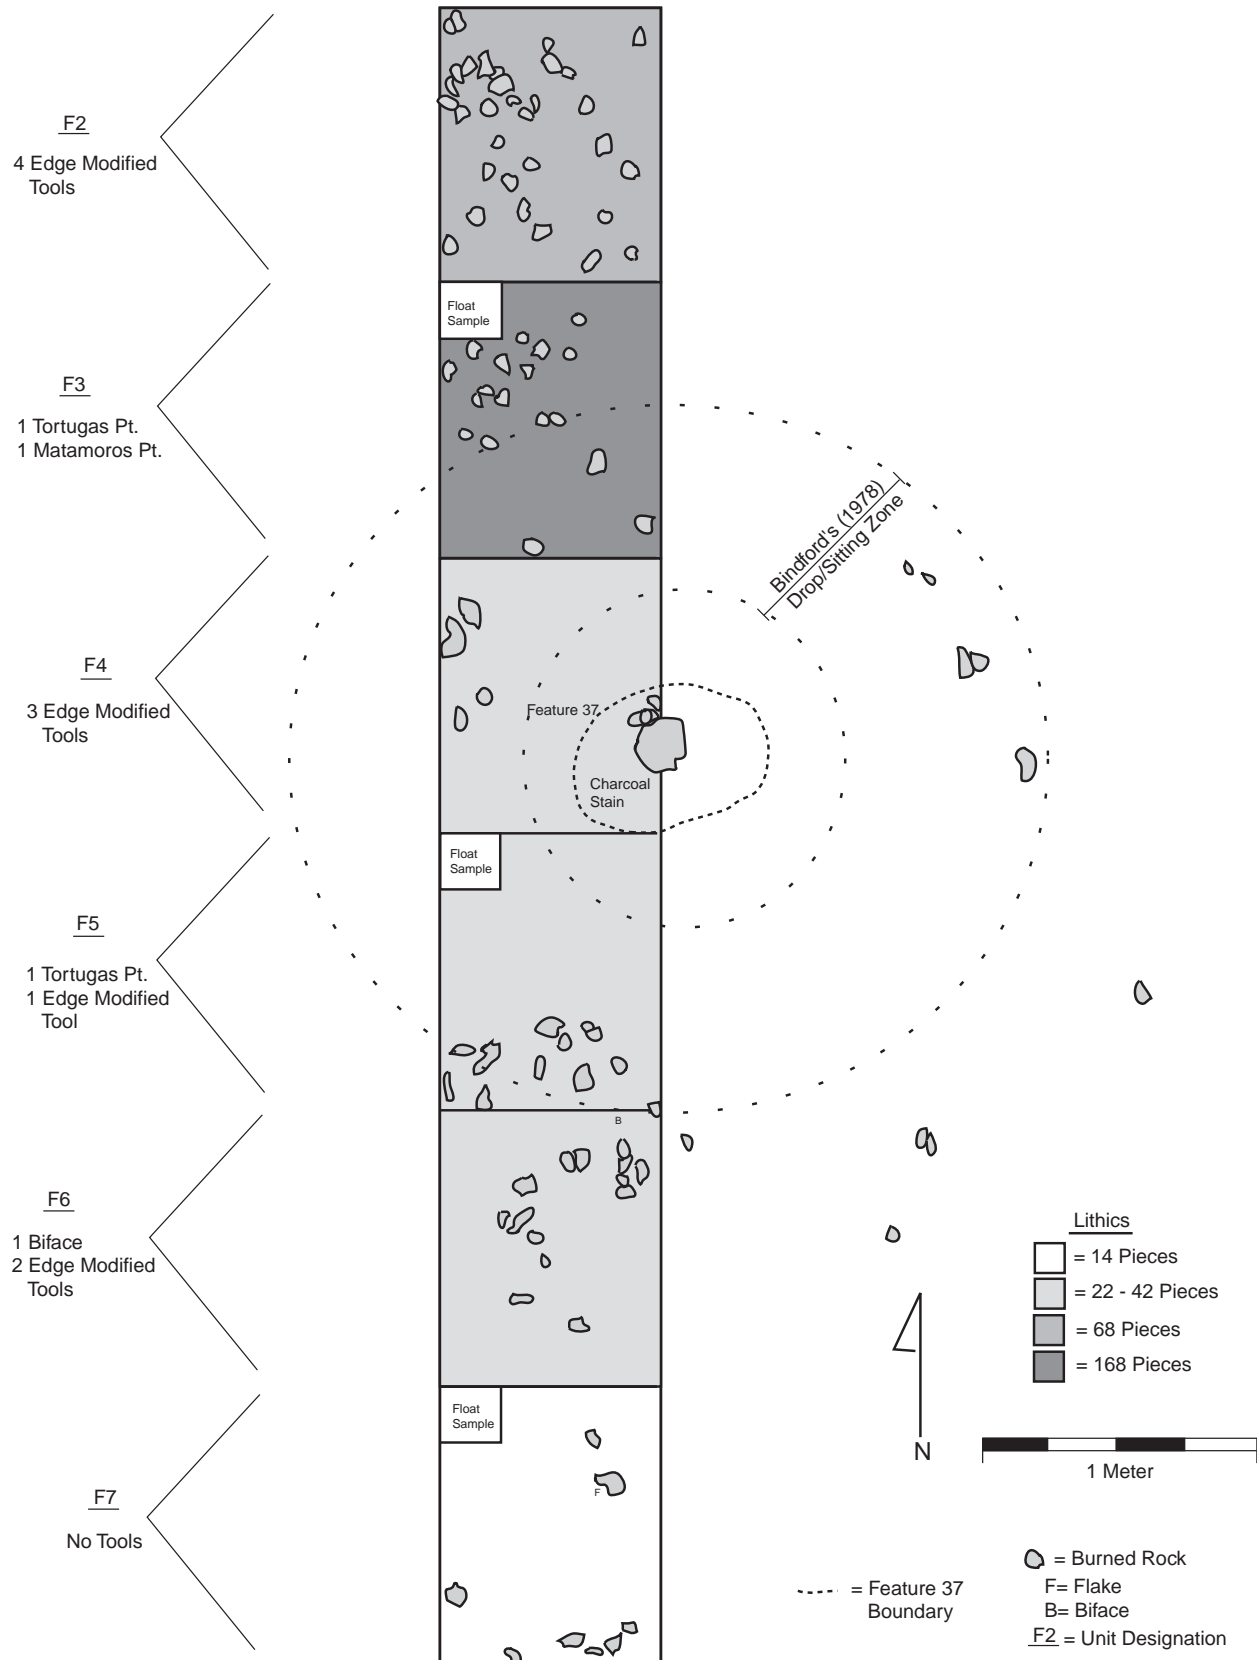 F2
4 Edge Modified
Tools
Float
Sample
F3
1 Tortugas Pt.
1 Matamoros Pt.
Bindford's (1978)
Drop/Sitting Zone
F4
3 Edge Modified
Tools
Feature 37
Charcoal
Stain
Float
Sample
F5
1 Tortugas Pt.
1 Edge Modified
Tool
B
F6
1 Biface
2 Edge Modified
Tools
Lithics
= 14 Pieces
= 22 - 42 Pieces
= 68 Pieces
= 168 Pieces
Float
Sample
N
1 Meter
F
F7
No Tools
= Feature 37
Boundary
= Burned Rock
F= Flake
B= Biface
F2 = Unit Designation